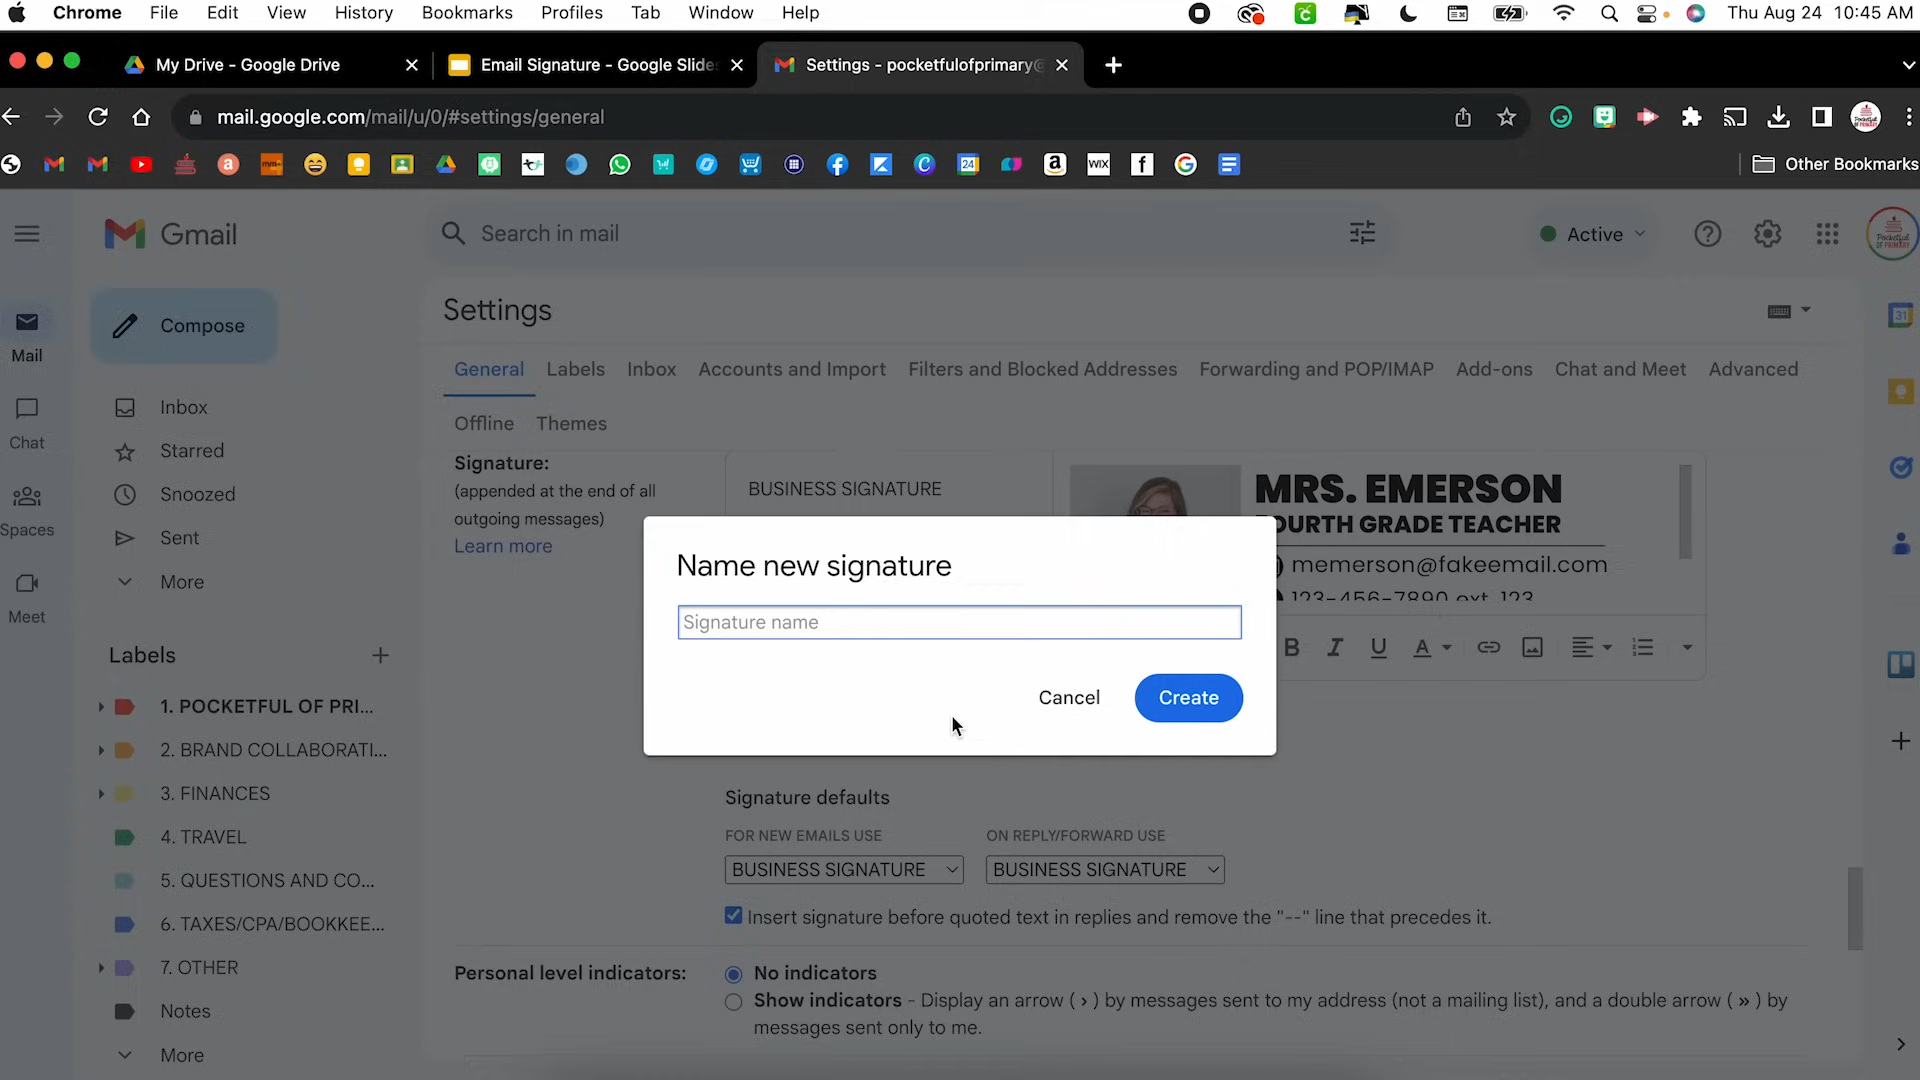 Chrome File Edit View History Bookmarks Profiles Tab Window Help Thu Aug 24 10:45 AM
My Drive - Google Drive Email Signature - Google Slide Settings - pocketfulofprimary@
mail.google.com/mail/u/0/#settings/general
Other Bookmarks
Gmail Search in mail Active
Compose Settings
Mail
General Labels Inbox Accounts and Import Filters and Blocked Addresses Forwarding and POP/IMAP Add-ons Chat and Meet Advanced
Inbox
Offline Themes
Chat
Starred
Signature:
(appended at the end of all
outgoing messages)
Learn more
BUSINESS SIGNATURE
MRS. EMERSON
OURTH GRADE TEACHER
memerson@fakeemail.com
123-456-7890 ext. 123
Snoozed
Spaces
Sent
More
Meet
Name new signature
Signature name
Cancel Create
Labels
1. POCKETFUL OF PRI...
2. BRAND COLLABORATI...
3. FINANCES
4. TRAVEL
5. QUESTIONS AND CO...
6. TAXES/CPA/BOOKKEE...
7. OTHER
Notes
More
Signature defaults
FOR NEW EMAILS USE ON REPLY/FORWARD USE
BUSINESS SIGNATURE BUSINESS SIGNATURE
Insert signature before quoted text in replies and remove the "--" line that precedes it.
Personal level indicators:
No indicators
Show indicators - Display an arrow ( › ) by messages sent to my address (not a mailing list), and a double arrow ( » ) by
messages sent only to me.